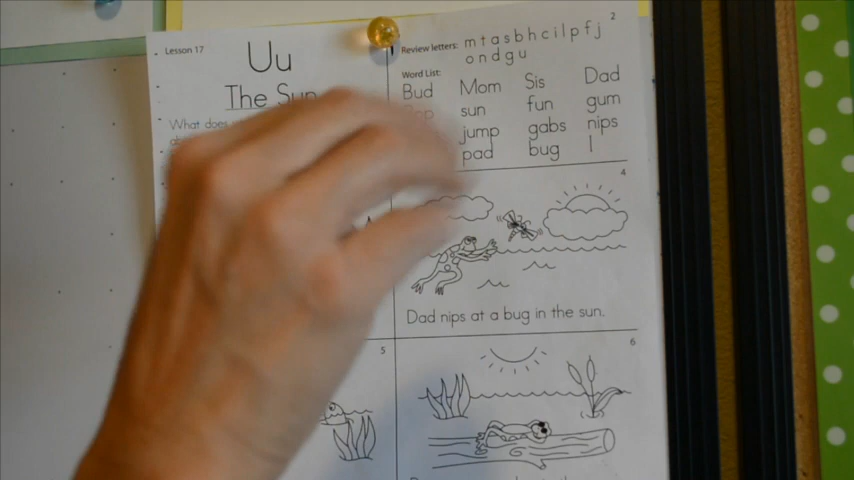 Lesson 17
Uu
The Sun
What does
2
Review letters: m t a s b h c i l p f j
o n d g u
Word List:
Bud Mom Sis Dad
sun fun gum
jump gabs nips
pad bug I
4
Dad nips at a bug in the sun.
5
6